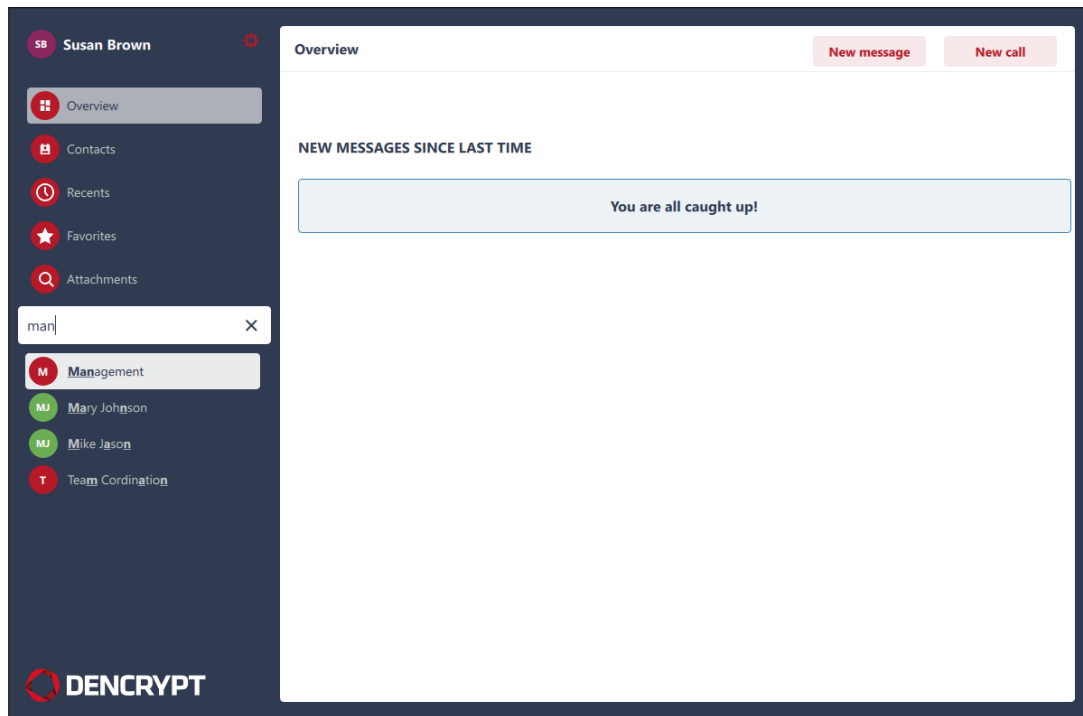 SB Susan Brown
Overview
Contacts
Recents
Favorites
Attachments
man
M Management
MJ Mary Johnson
MJ Mike Jason
T Team Cordination
DENCRYPT
Overview
New message
New call
NEW MESSAGES SINCE LAST TIME
You are all caught up!